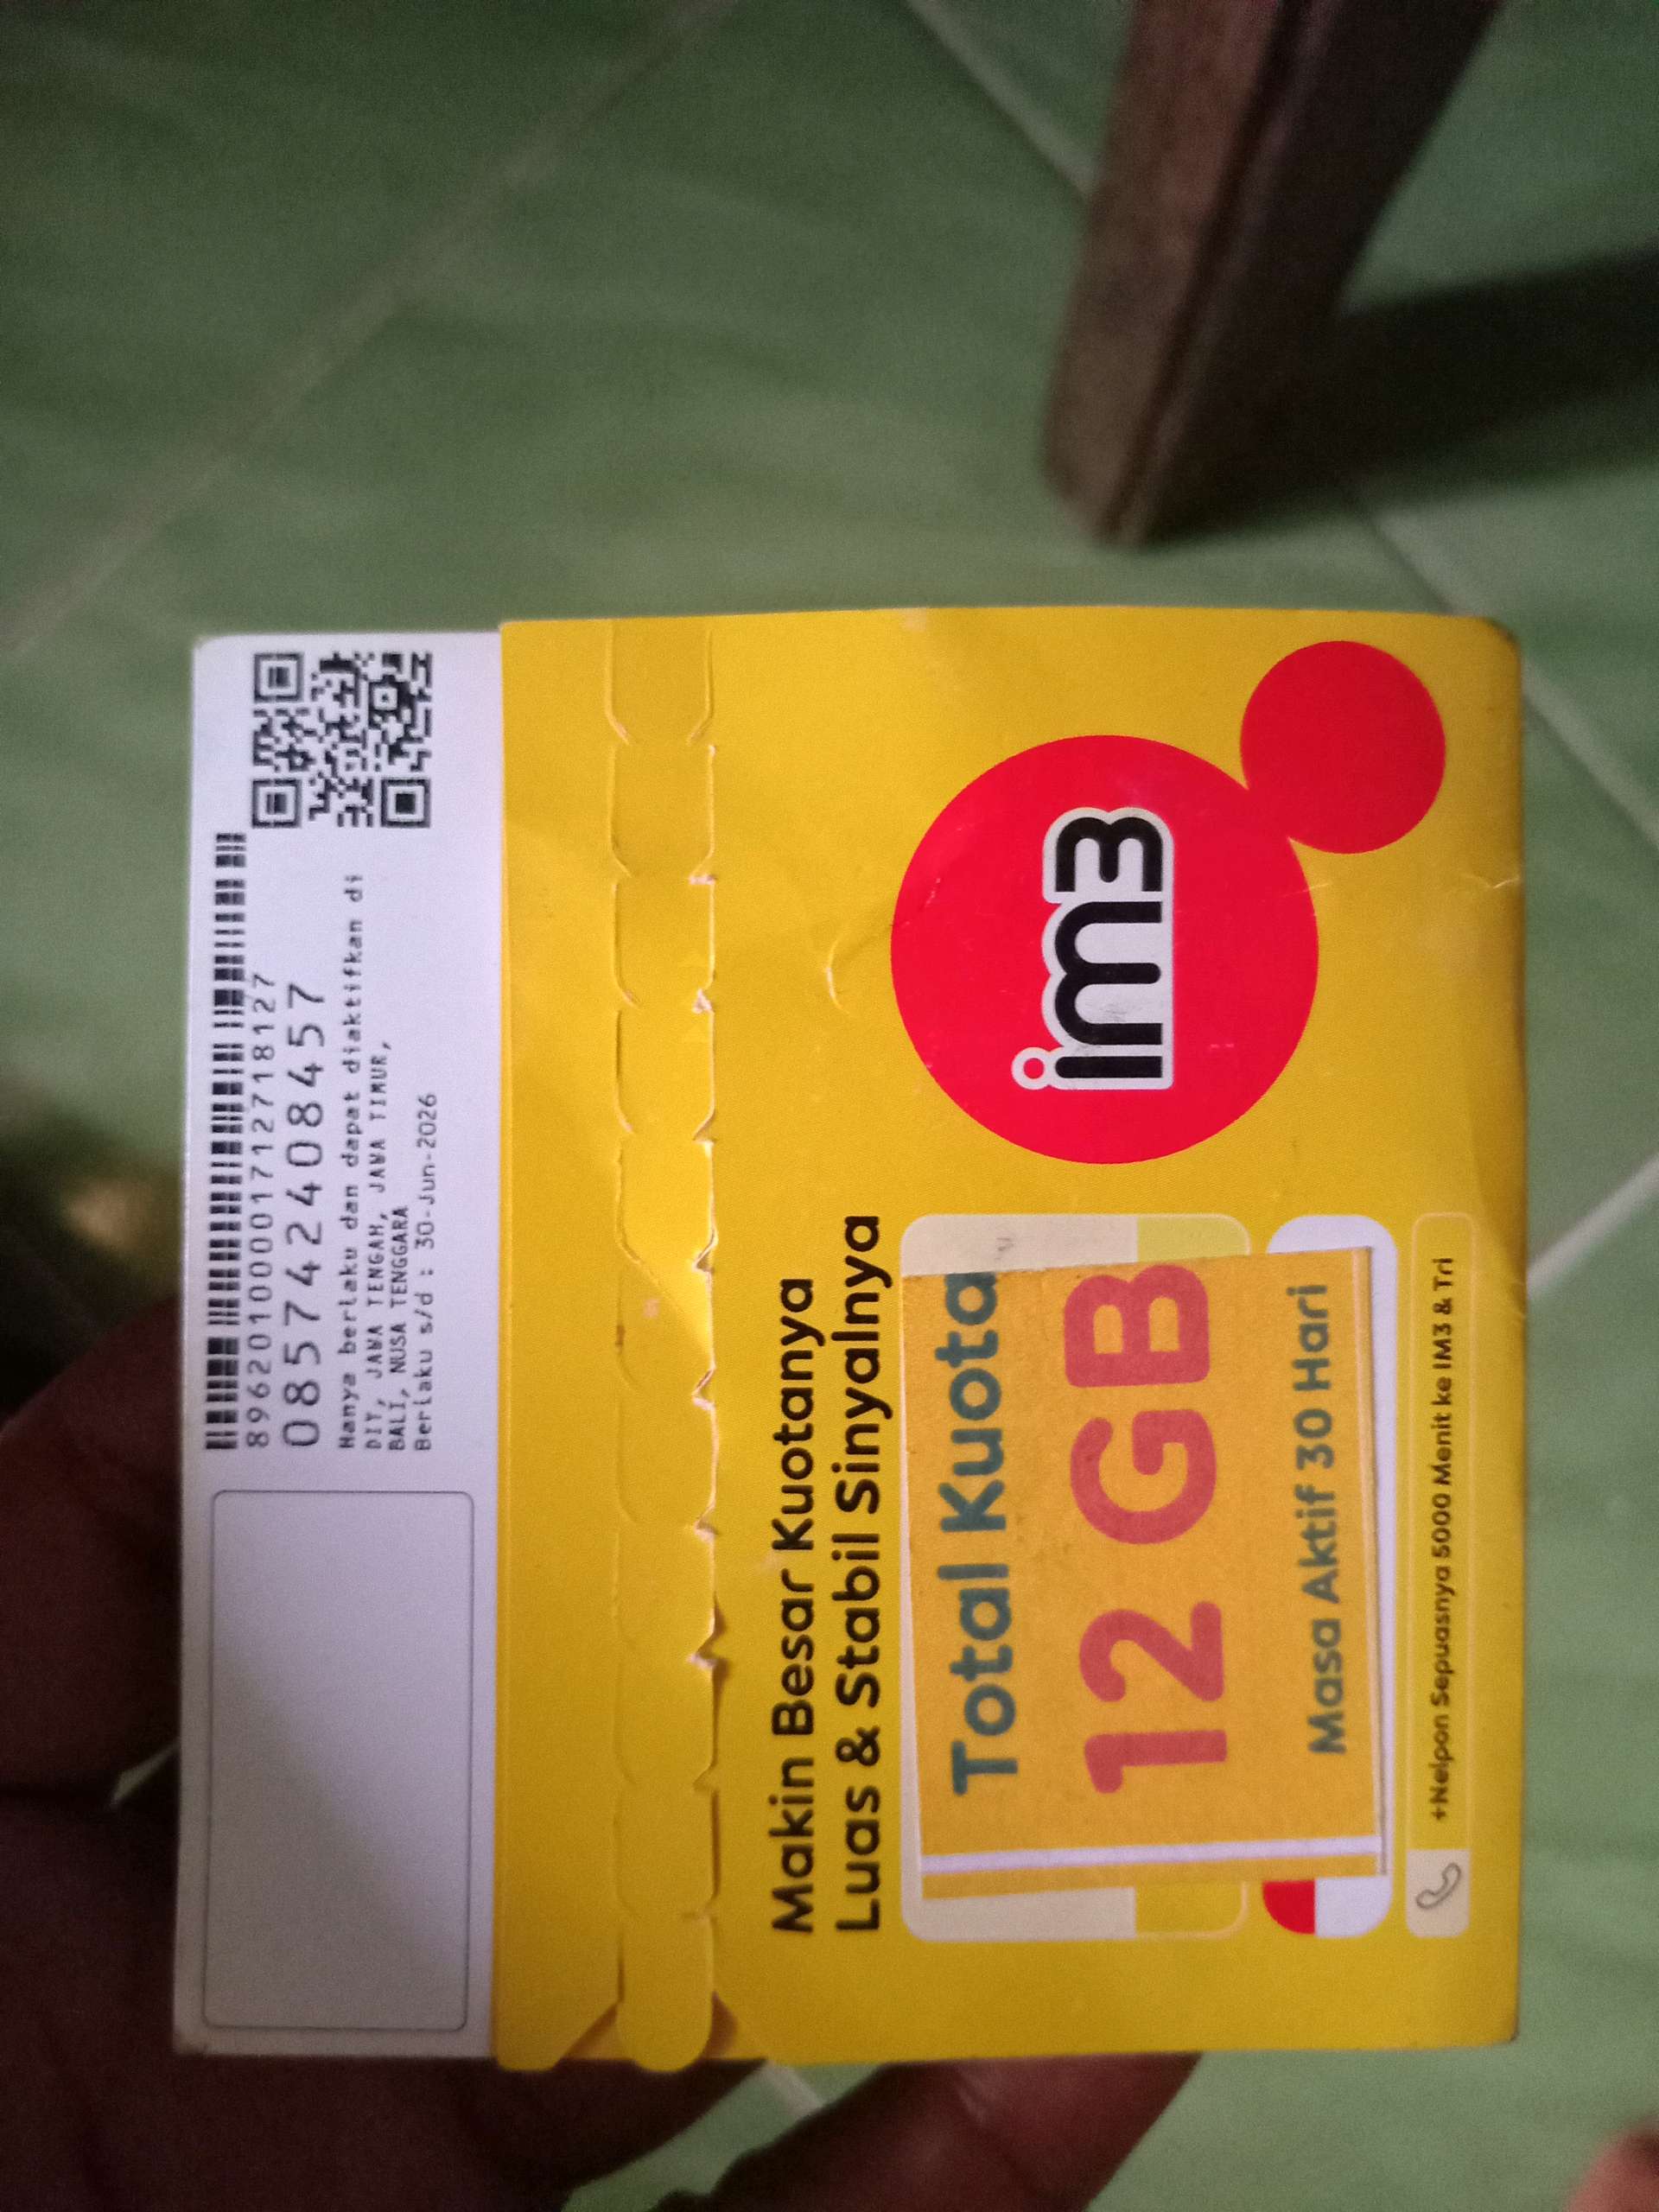 8962010000171271812​7
085742408457
Hanya berlaku dan dapat diaktifkan di
DIY, JAWA TENGAH, JAWA TIMUR,
BALI, NUSA TENGGARA
Berlaku s/d : 30-Jun-2026
Makin Besar Kuotanya
Luas & Stabil Sinyalnya
Total Kuota
12 GB
Masa Aktif 30 Hari
+Nelpon Sepuasnya 5000 Menit ke IM3 & Tri
im3